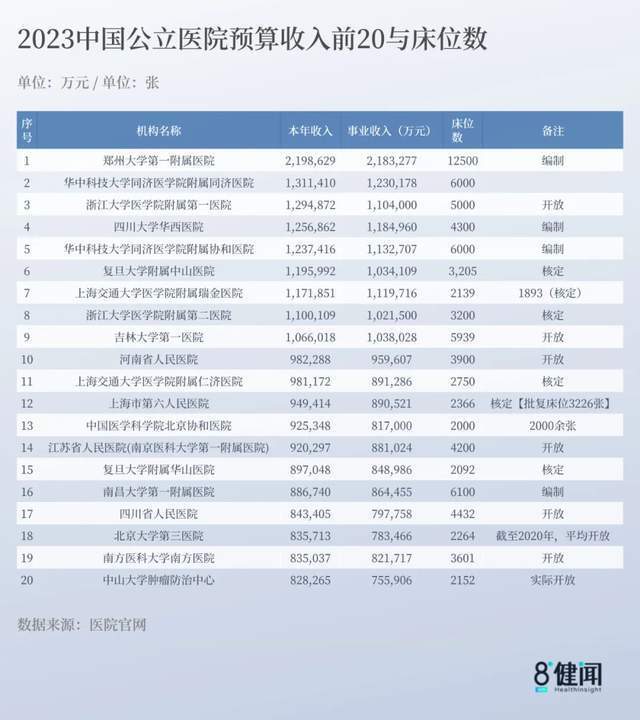 2023中国公立医院预算收入前20与床位数
单位：万元 / 单位：张
序号 机构名称 本年收入 事业收入（万元） 床位数 备注
1 郑州大学第一附属医院 2,198,629 2,183,277 12500 编制
2 华中科技大学同济医学院附属同济医院 1,311,410 1,230,178 6000
3 浙江大学医学院附属第一医院 1,294,872 1,104,000 5000 开放
4 四川大学华西医院 1,256,862 1,184,960 4300 编制
5 华中科技大学同济医学院附属协和医院 1,237,416 1,132,707 6000 编制
6 复旦大学附属中山医院 1,195,992 1,034,109 3,205 核定
7 上海交通大学医学院附属瑞金医院 1,171,851 1,119,716 2139 1893（核定）
8 浙江大学医学院附属第二医院 1,100,109 1,021,500 3200 核定
9 吉林大学第一医院 1,066,018 1,038,028 5939 开放
10 河南省人民医院 982,288 959,607 3900 开放
11 上海交通大学医学院附属仁济医院 981,172 891,286 2750 核定
12 上海市第六人民医院 949,414 890,521 2366 核定【批复床位3226张】
13 中国医学科学院北京协和医院 925,348 817,000 2000 2000余张
14 江苏省人民医院(南京医科大学第一附属医院) 920,297 881,024 4200 开放
15 复旦大学附属华山医院 897,048 848,986 2092 核定
16 南昌大学第一附属医院 886,740 864,455 6100 编制
17 四川省人民医院 843,405 797,758 4432 开放
18 北京大学第三医院 835,713 783,466 2264 截至2020年，平均开放
19 南方医科大学南方医院 835,037 821,717 3601 开放
20 中山大学肿瘤防治中心 828,265 755,906 2152 实际开放
数据来源：医院官网
8 健闻
HealthInsight